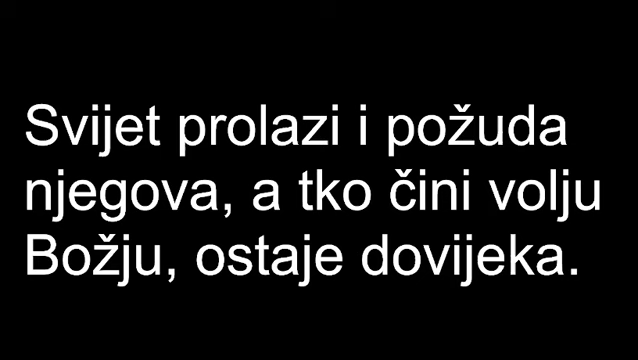 Svijet prolazi i požuda
njegova, a tko čini volju
Božju, ostaje dovijeka.